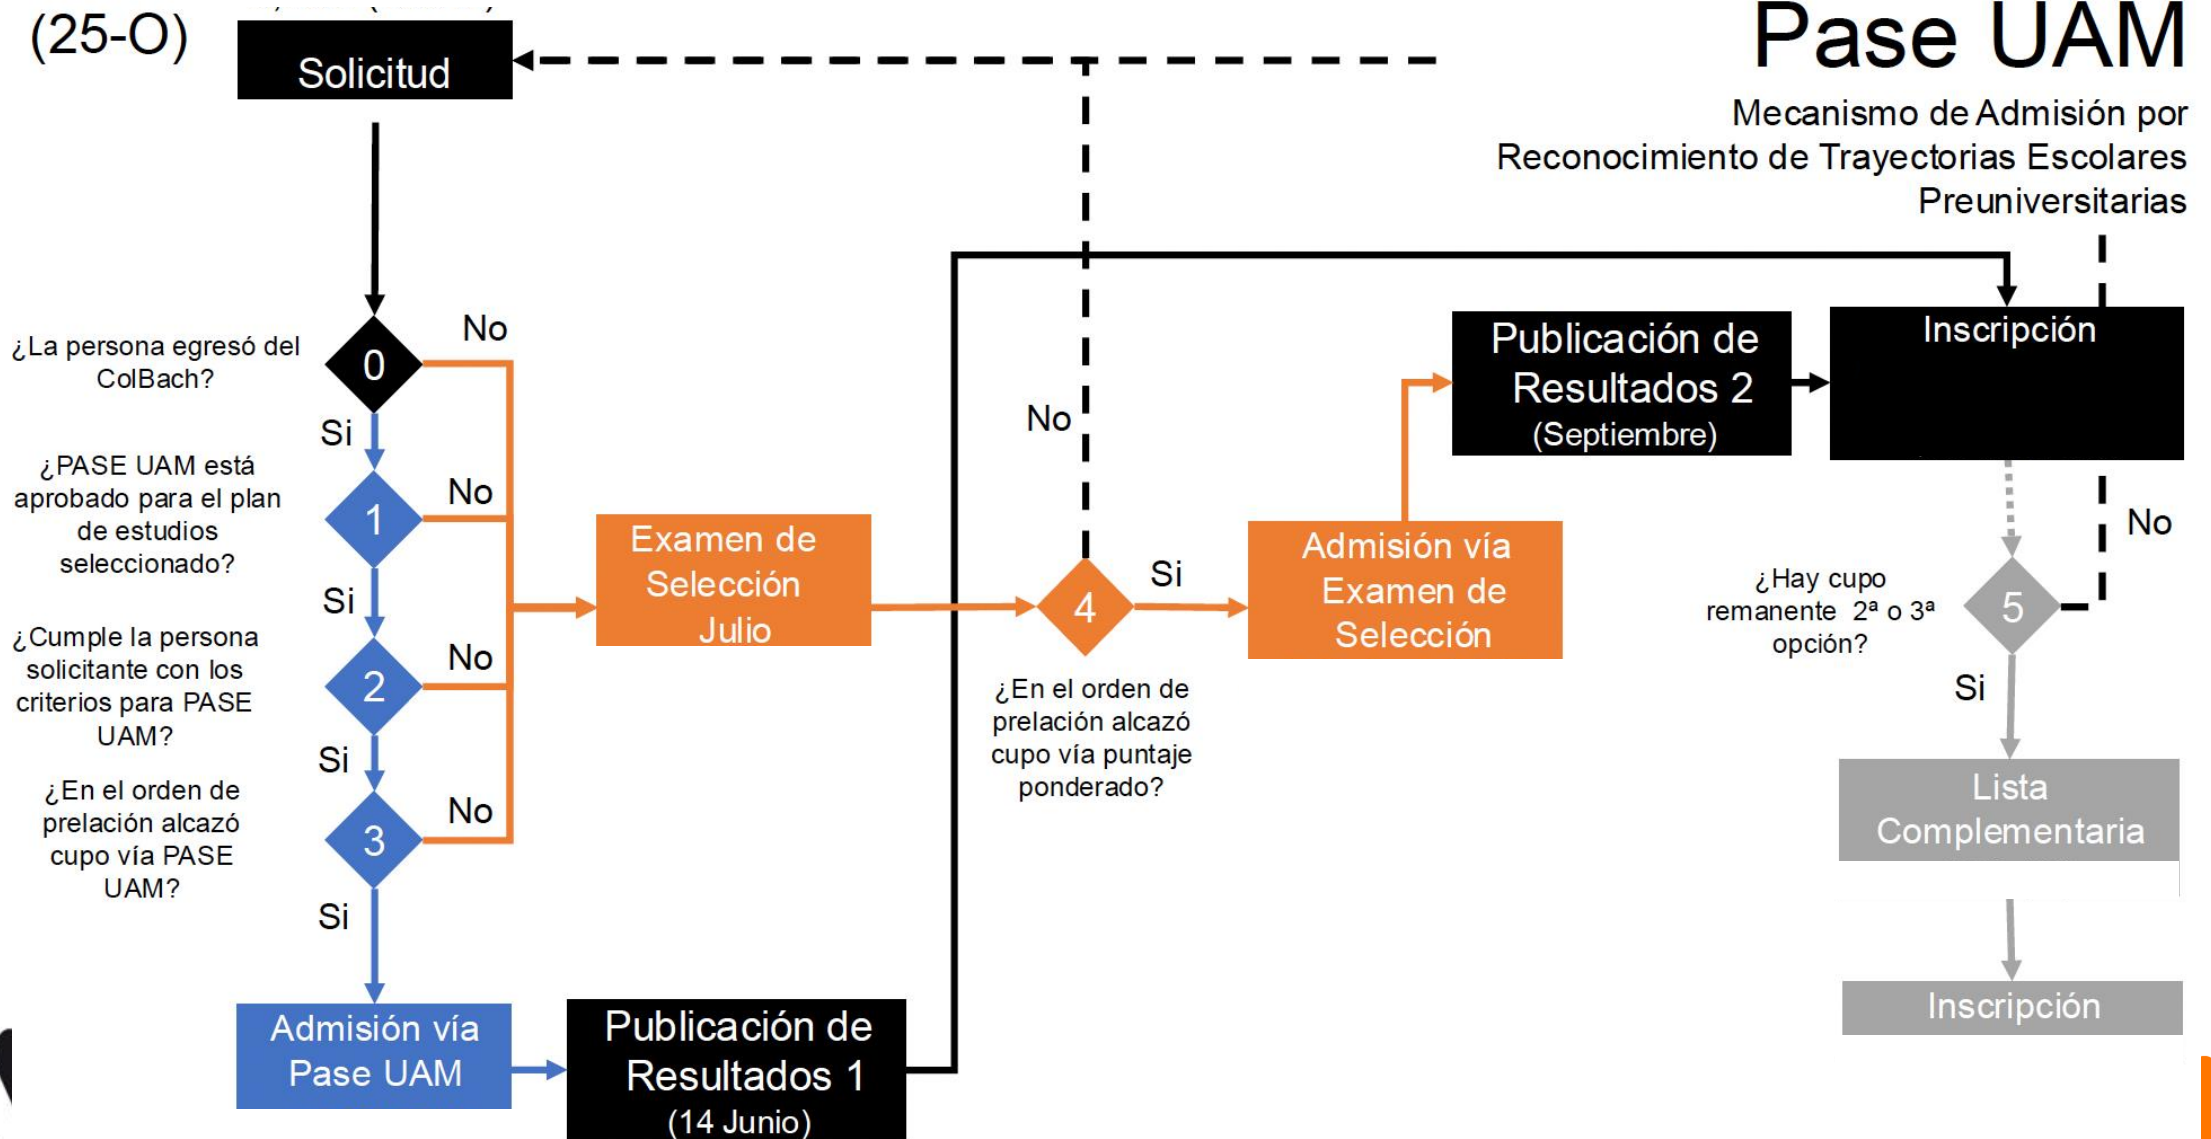 (25-O)
Solicitud
Pase UAM
Mecanismo de Admisión por
Reconocimiento de Trayectorias Escolares
Preuniversitarias
¿La persona egresó del
ColBach?
0
No
Si
¿PASE UAM está
aprobado para el plan
de estudios
seleccionado?
1
No
Si
¿Cumple la persona
solicitante con los
criterios para PASE
UAM?
2
No
Si
¿En el orden de
prelación alcazó
cupo vía PASE
UAM?
3
No
Si
Admisión vía
Pase UAM
Publicación de
Resultados 1
(14 Junio)
Examen de
Selección
Julio
No
4
Si
¿En el orden de
prelación alcazó
cupo vía puntaje
ponderado?
Admisión vía
Examen de
Selección
Publicación de
Resultados 2
(Septiembre)
Inscripción
¿Hay cupo
remanente 2ª o 3ª
opción?
5
No
Si
Lista
Complementaria
Inscripción